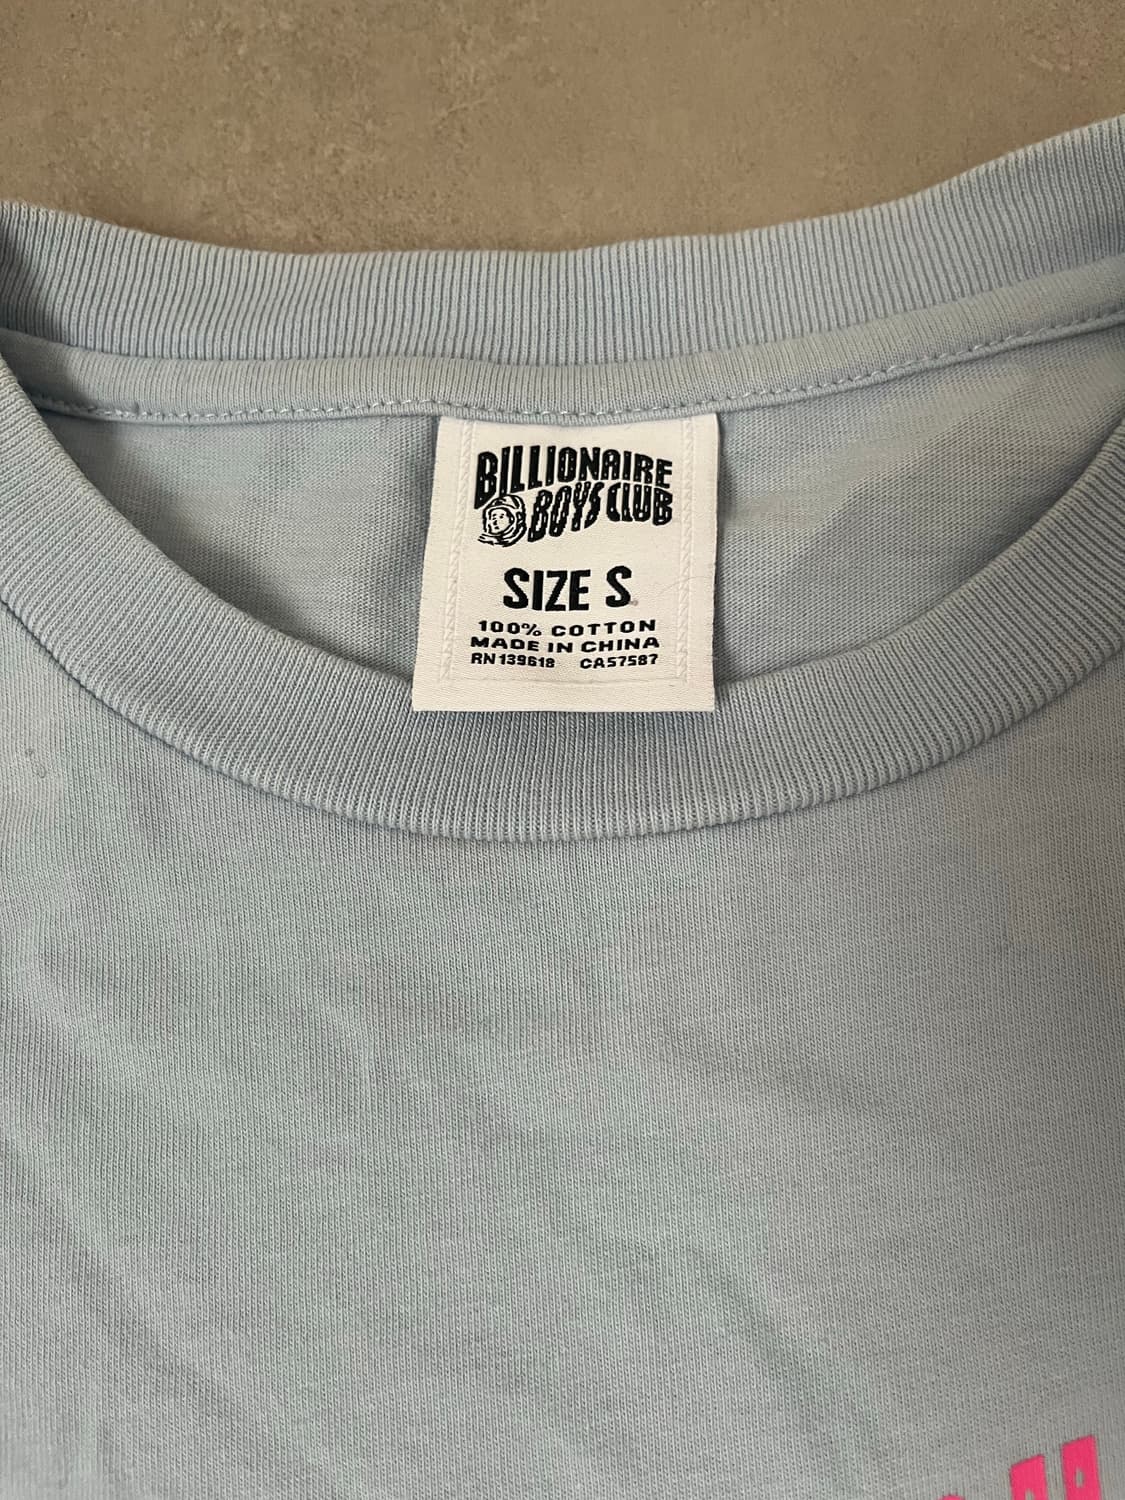 BILLIONAIRE
BOYS CLUB
SIZE S
100% COTTON
MADE IN CHINA
RN 139618 CA57587